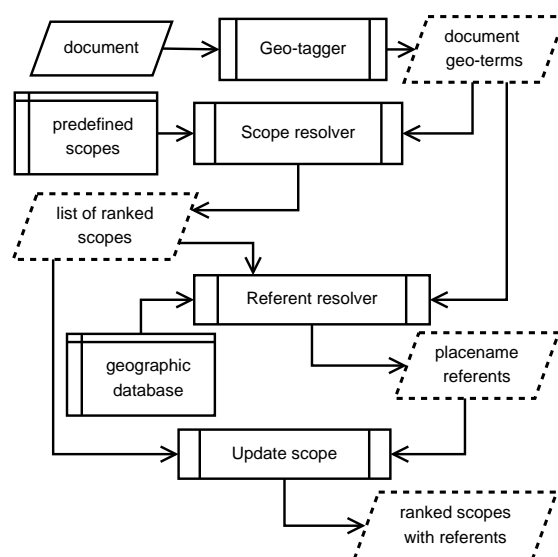 document
Geo-tagger
document
geo-terms
predefined
scopes
Scope resolver
list of ranked
scopes
Referent resolver
geographic
database
placename
referents
Update scope
ranked scopes
with referents